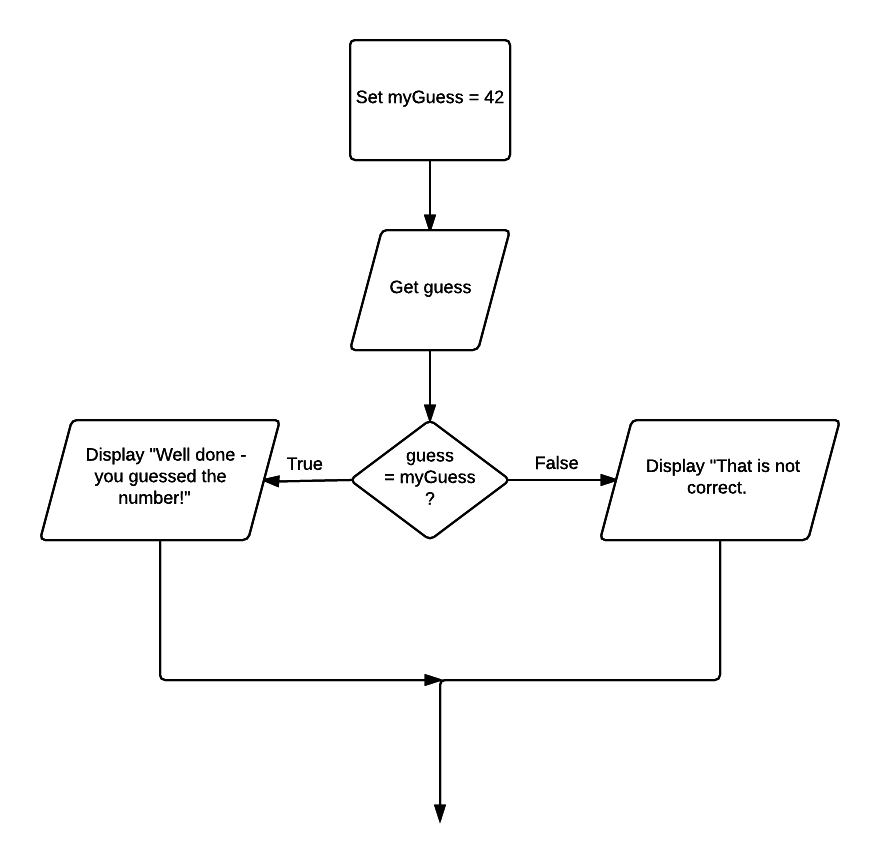 Set myGuess = 42
Get guess
Display "Well done -
you guessed the
number!"
True
guess
= myGuess
?
False
Display "That is not
correct.